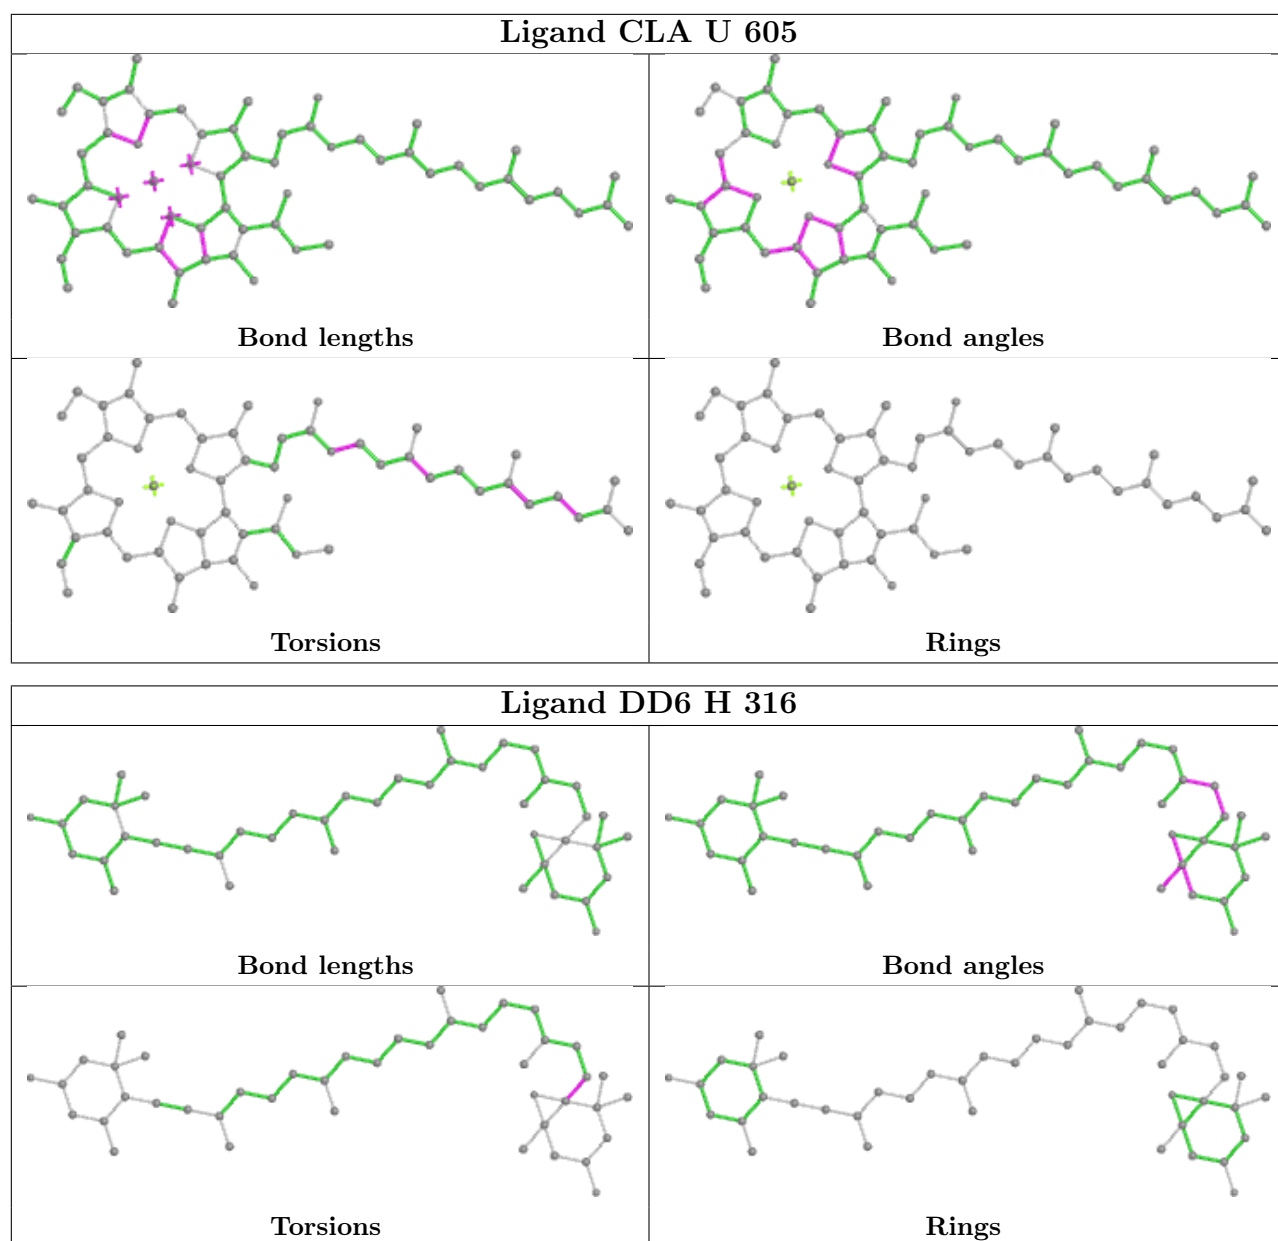 Ligand CLA U 605
Bond lengths
Bond angles
Torsions
Rings
Ligand DD6 H 316
Bond lengths
Bond angles
Torsions
Rings